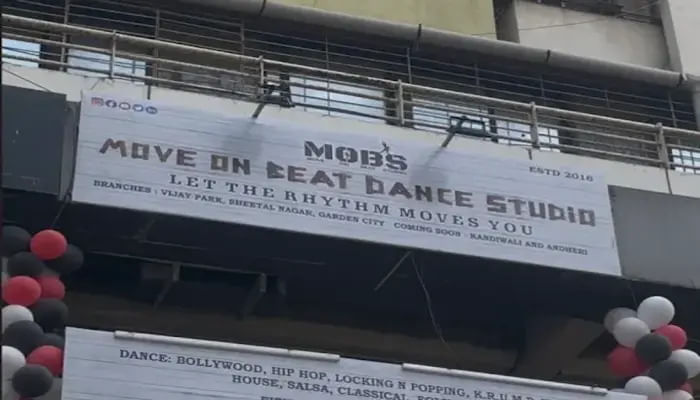 MOB'S
ESTD 2016
MOVE ON BEAT DANCE STUDIO
LET THE RHYTHM MOVES YOU
BRANCHES : VIJAY PARK, SHEETAL NAGAR, GARDEN CITY COMING SOON : KANDIWALI AND ANDHERI
DANCE: BOLLYWOOD, HIP HOP, LOCKING N POPPING, K.R.U.M.P
HOUSE, SALSA, CLASSICAL,